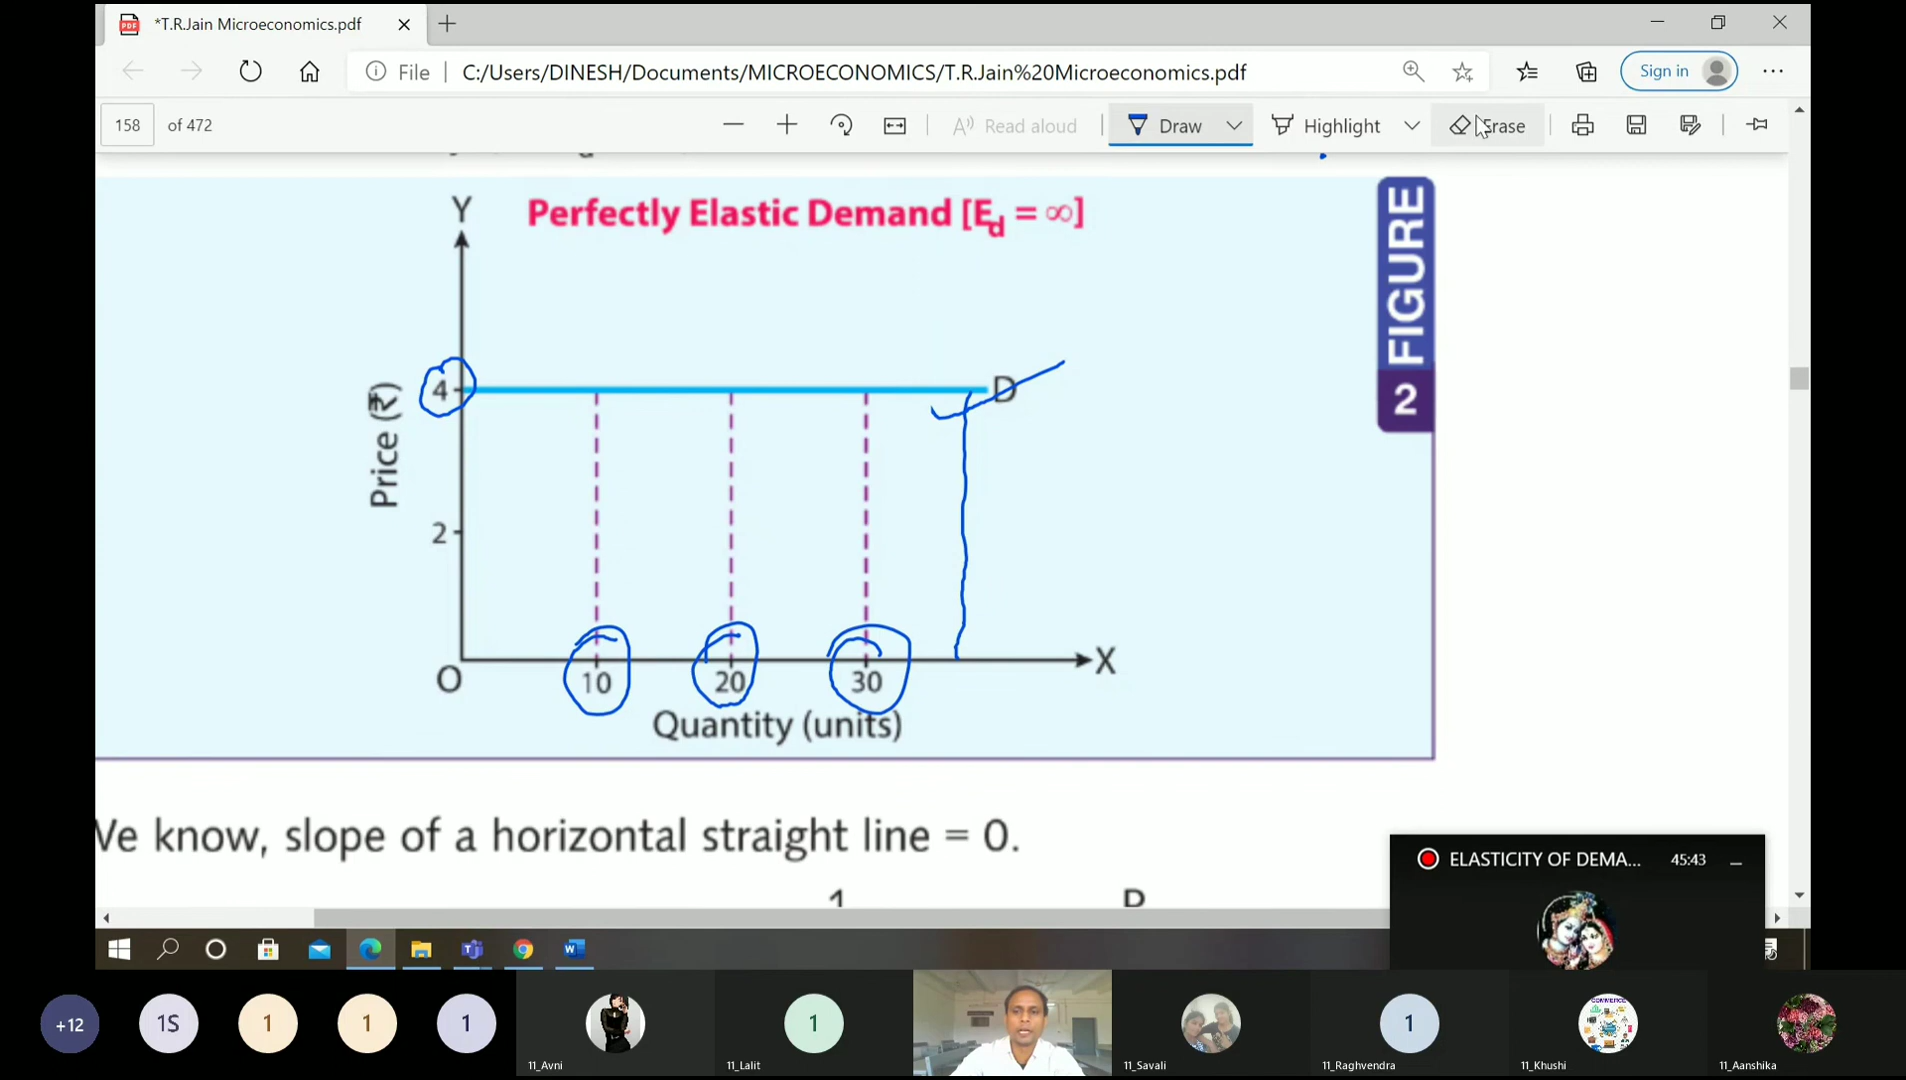 *T.R.Jain Microeconomics.pdf
File
C:/Users/DINESH/Documents/MICROECONOMICS/T.R.Jain%20Microeconomics.pdf
Sign in
158 of 472
Read aloud
Draw
Highlight
Erase
Perfectly Elastic Demand [Ed = ∞]
FIGURE 2
Y
4
D
Price (₹)
2
O
10 20 30
X
Quantity (units)
Ve know, slope of a horizontal straight line = 0.
1
ELASTICITY OF DEMA... 45:43
+12
1S
1
1
1
1
1
11_Avni
11_Lalit
11_Savali
11_Raghvendra
11_Khushi
11_Aanshika
COMMERCE